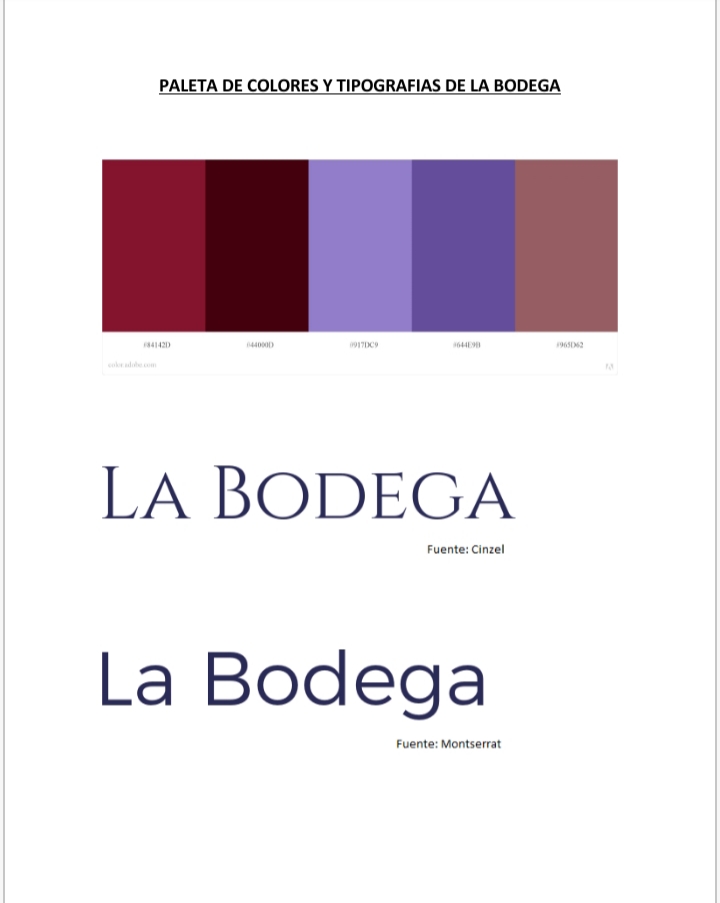 PALETA DE COLORES Y TIPOGRAFIAS DE LA BODEGA
#84142D #44000D #917DC9 #644E9B #965D62
color.adobe.com
LA BODEGA
Fuente: Cinzel
La Bodega
Fuente: Montserrat